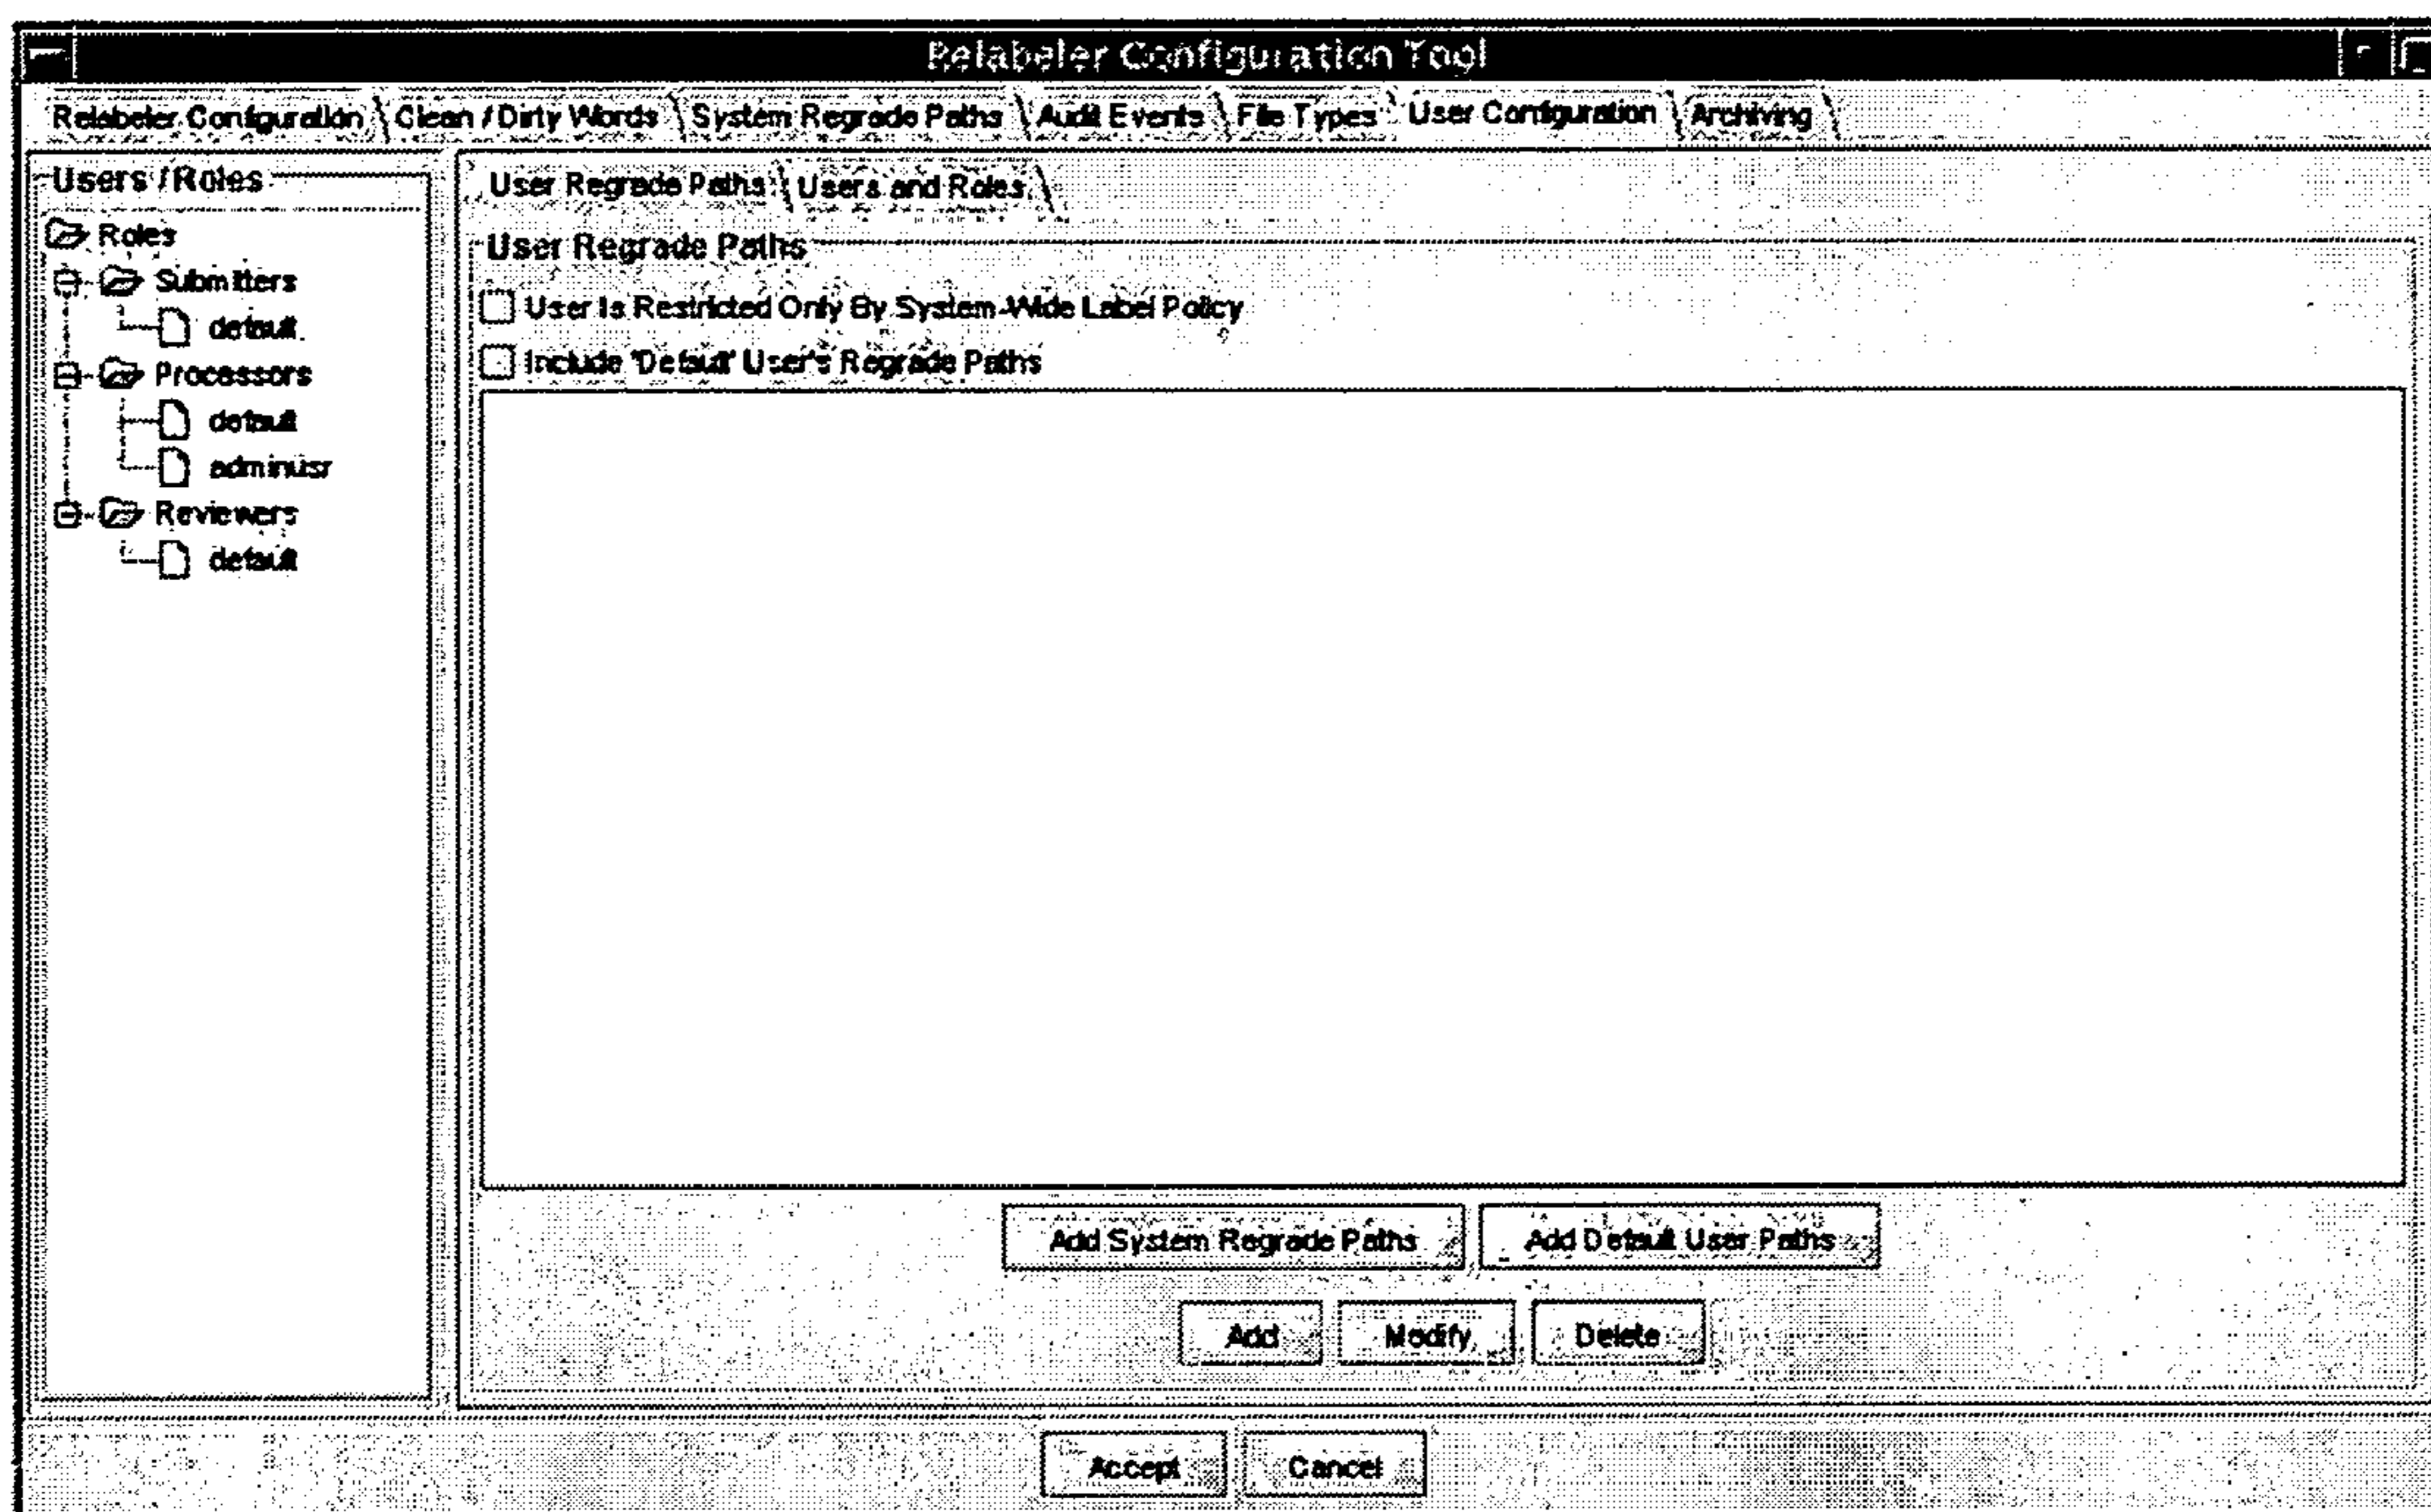 Relabeler Configuration Tool
Relabeler Configuration Clean / Dirty Words System Regrade Paths Audit Events File Types User Configuration Archiving
Users / Roles
Roles
Submitters
default
Processors
default
adminusr
Reviewers
default
User Regrade Paths Users and Roles
User Regrade Paths
User Is Restricted Only By System-Wide Label Policy
Include 'Default' User's Regrade Paths
Add System Regrade Paths Add Default User Paths
Add Modify Delete
Accept Cancel